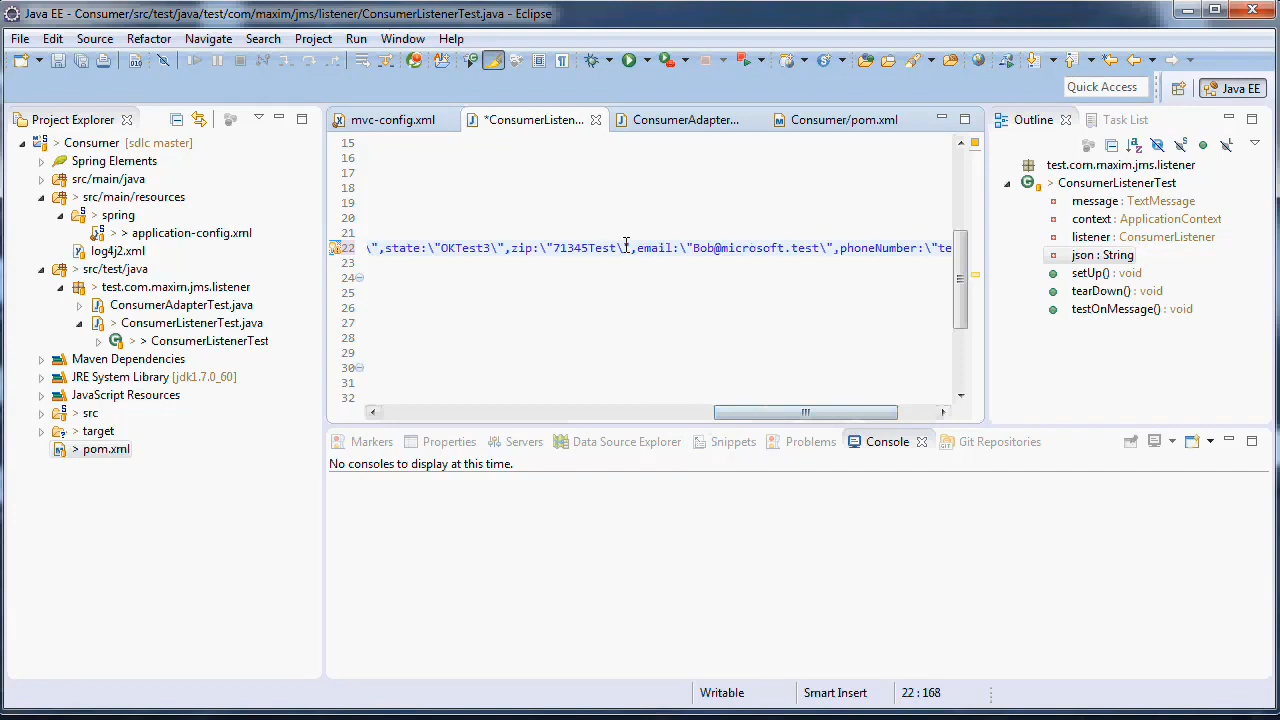 Java EE - Consumer/src/test/java/test/com/maxim/jms/listener/ConsumerListenerTest.java - Eclipse
File Edit Source Refactor Navigate Search Project Run Window Help
Quick Access
Java EE
Project Explorer
Consumer [sdlc master]
Spring Elements
src/main/java
> src/main/resources
> spring
> > application-config.xml
log4j2.xml
> src/test/java
> test.com.maxim.jms.listener
ConsumerAdapterTest.java
> ConsumerListenerTest.java
> > ConsumerListenerTest
Maven Dependencies
JRE System Library [jdk1.7.0_60]
JavaScript Resources
> src
> target
> pom.xml
mvc-config.xml
*ConsumerListen...
ConsumerAdapter...
Consumer/pom.xml
15
16
17
18
19
20
21
22 \",state:\"OKTest3\",zip:\"71345Test\",email:\"Bob@microsoft.test\",phoneNumber:\"te
23
24
25
26
27
28
29
30
31
32
Outline
Task List
test.com.maxim.jms.listener
> ConsumerListenerTest
message : TextMessage
context : ApplicationContext
listener : ConsumerListener
json : String
setUp() : void
tearDown() : void
testOnMessage() : void
Markers
Properties
Servers
Data Source Explorer
Snippets
Problems
Console
Git Repositories
No consoles to display at this time.
Writable
Smart Insert
22 : 168